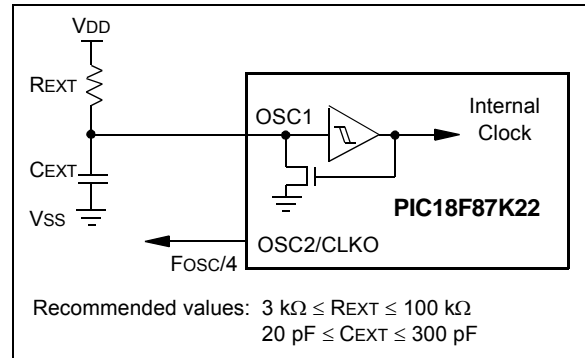 VDD
REXT
OSC1
Internal
Clock
CEXT
PIC18F87K22
VSS
OSC2/CLKO
FOSC/4
Recommended values: 3 kΩ ≤ REXT ≤ 100 kΩ
20 pF ≤ CEXT ≤ 300 pF